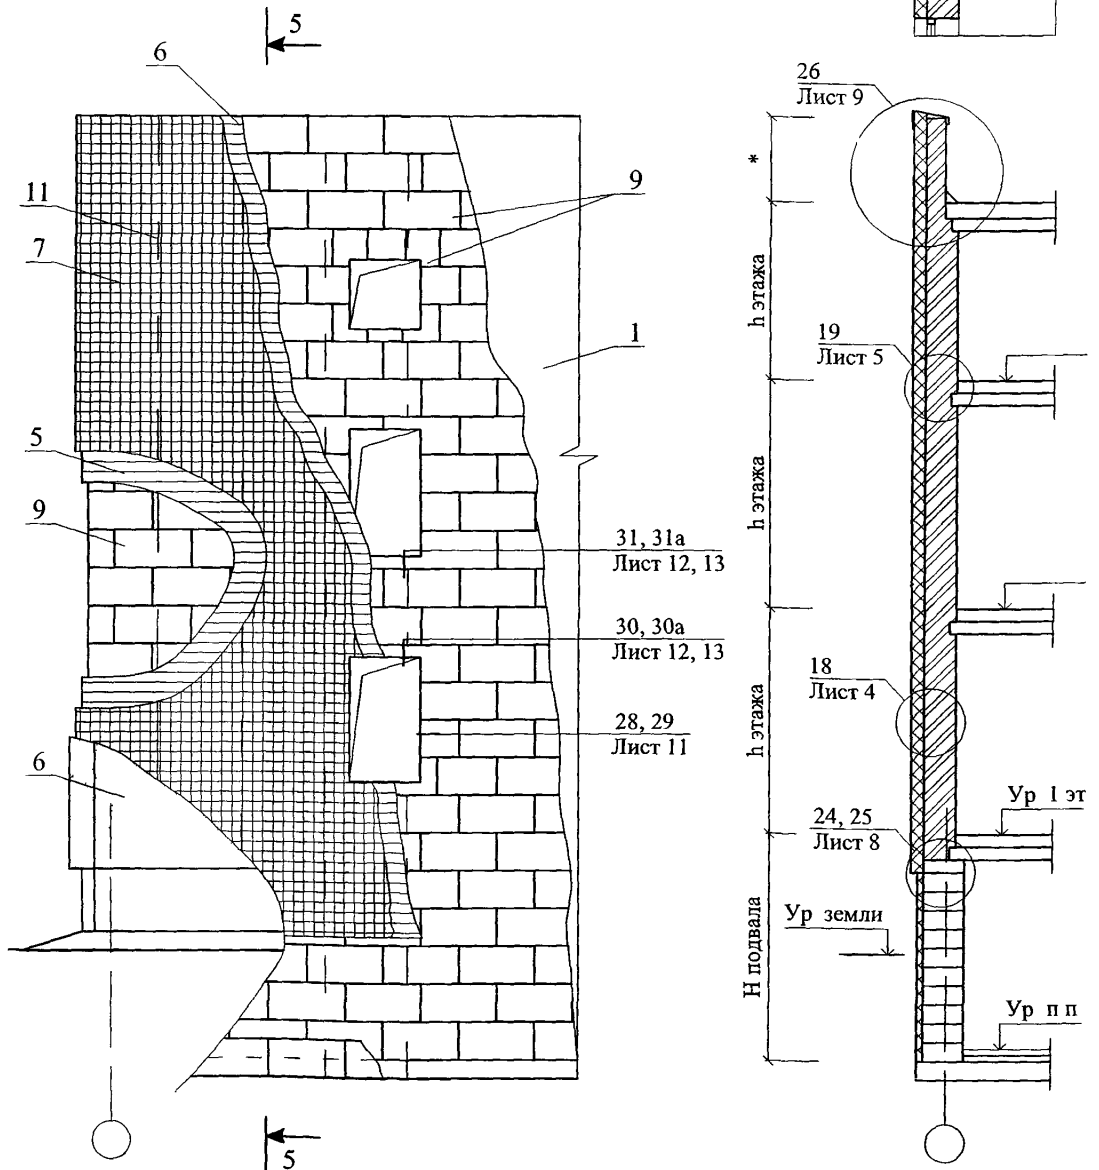 5
6
11
7
5
9
6
9
1
31, 31а
Лист 12, 13
30, 30а
Лист 12, 13
28, 29
Лист 11
5
26
Лист 9
*
h этажа
19
Лист 5
h этажа
h этажа
18
Лист 4
Ур 1 эт
24, 25
Лист 8
Ур земли
Н подвала
Ур п п